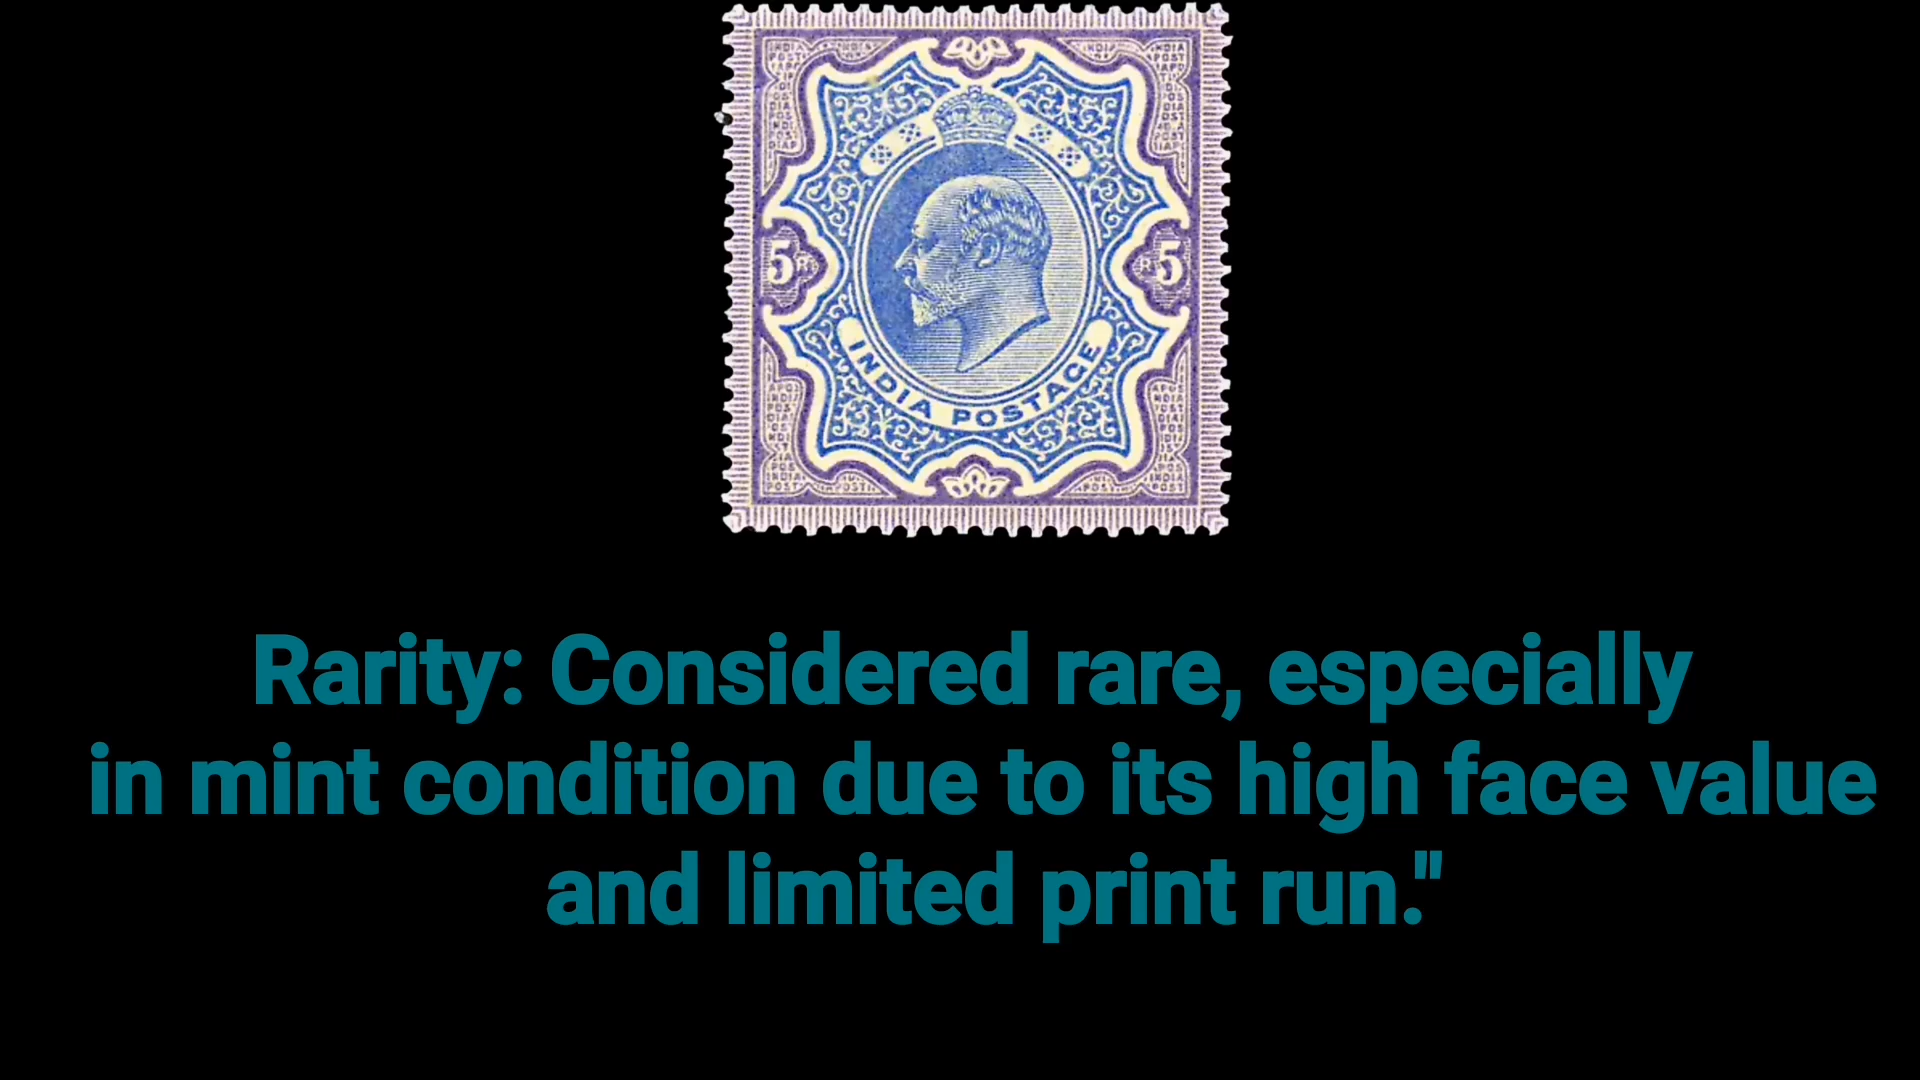 5 Rs
R 5
INDIA POSTAGE
Rarity: Considered rare, especially
in mint condition due to its high face value
and limited print run."